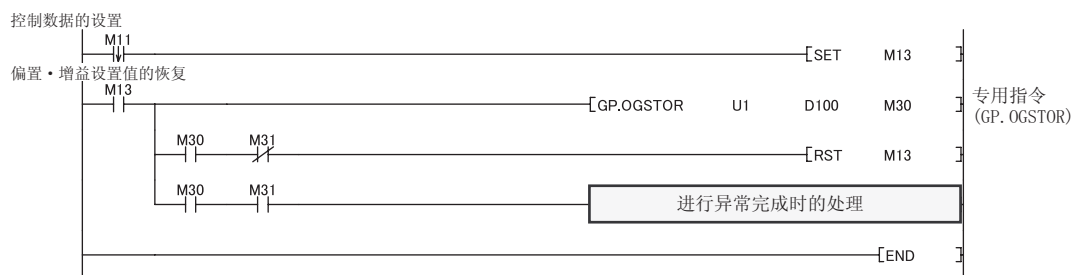 控制数据的设置
M11
SET M13
偏置·增益设置值的恢复
M13
GP.OGSTOR U1 D100 M30
专用指令
(GP.OGSTOR)
M30 M31
RST M13
M30 M31
进行异常完成时的处理
END